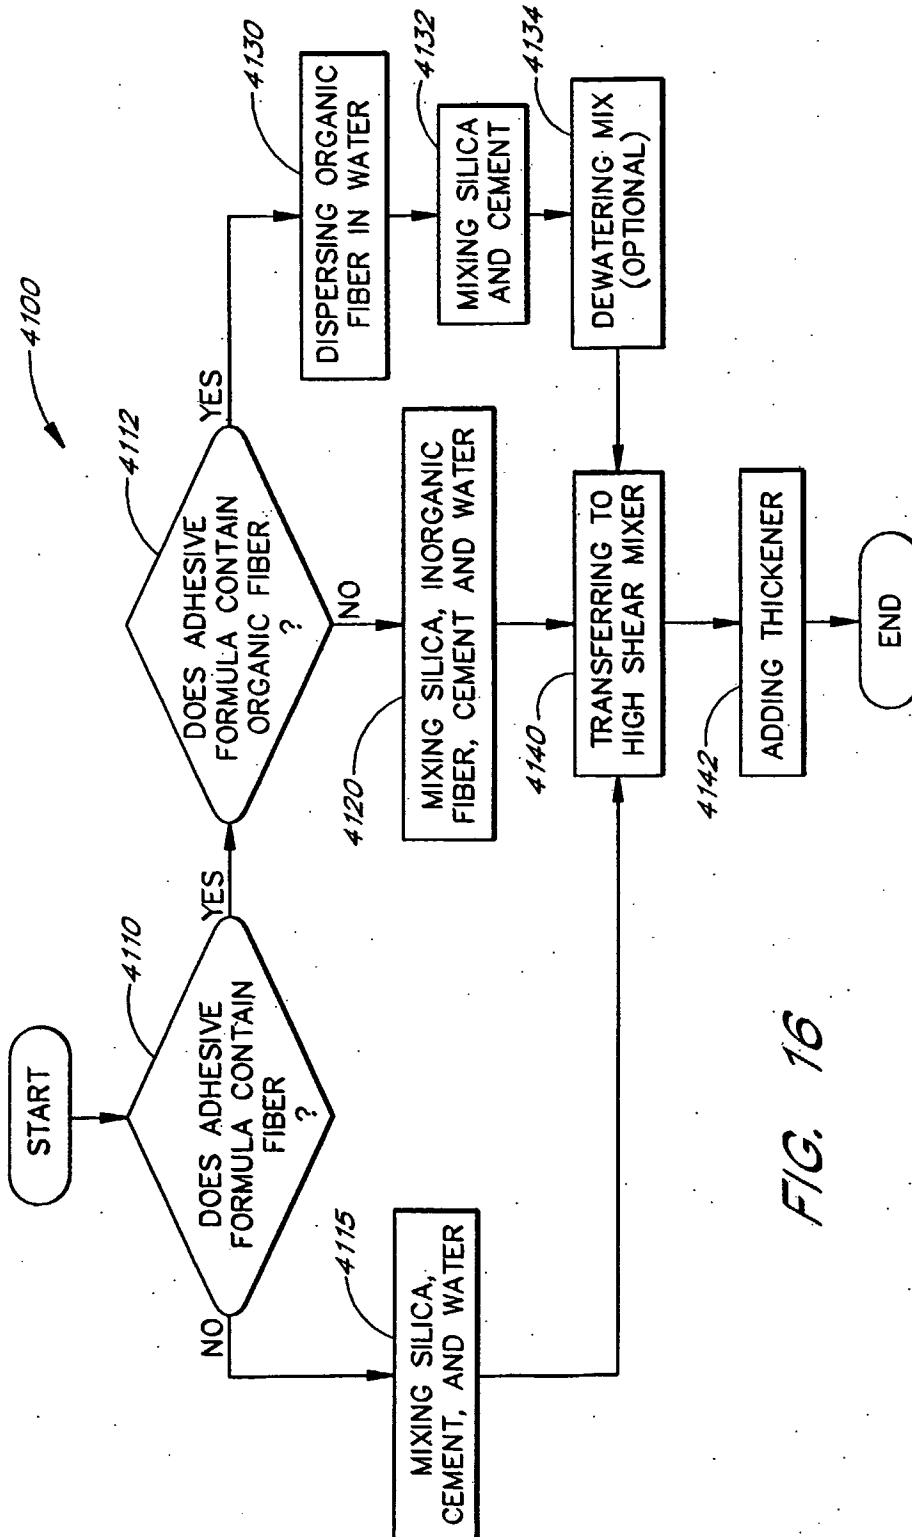 START
4100
4110
DOES ADHESIVE
FORMULA CONTAIN
FIBER
?
NO
YES
4112
DOES ADHESIVE
FORMULA CONTAIN
ORGANIC FIBER
?
YES
NO
4115
MIXING SILICA,
CEMENT, AND WATER
4120
MIXING SILICA, INORGANIC
FIBER, CEMENT AND WATER
4130
DISPERSING ORGANIC
FIBER IN WATER
4132
MIXING SILICA
AND CEMENT
4134
DEWATERING MIX
(OPTIONAL)
4140
TRANSFERRING TO
HIGH SHEAR MIXER
4142
ADDING THICKENER
END
FIG. 16